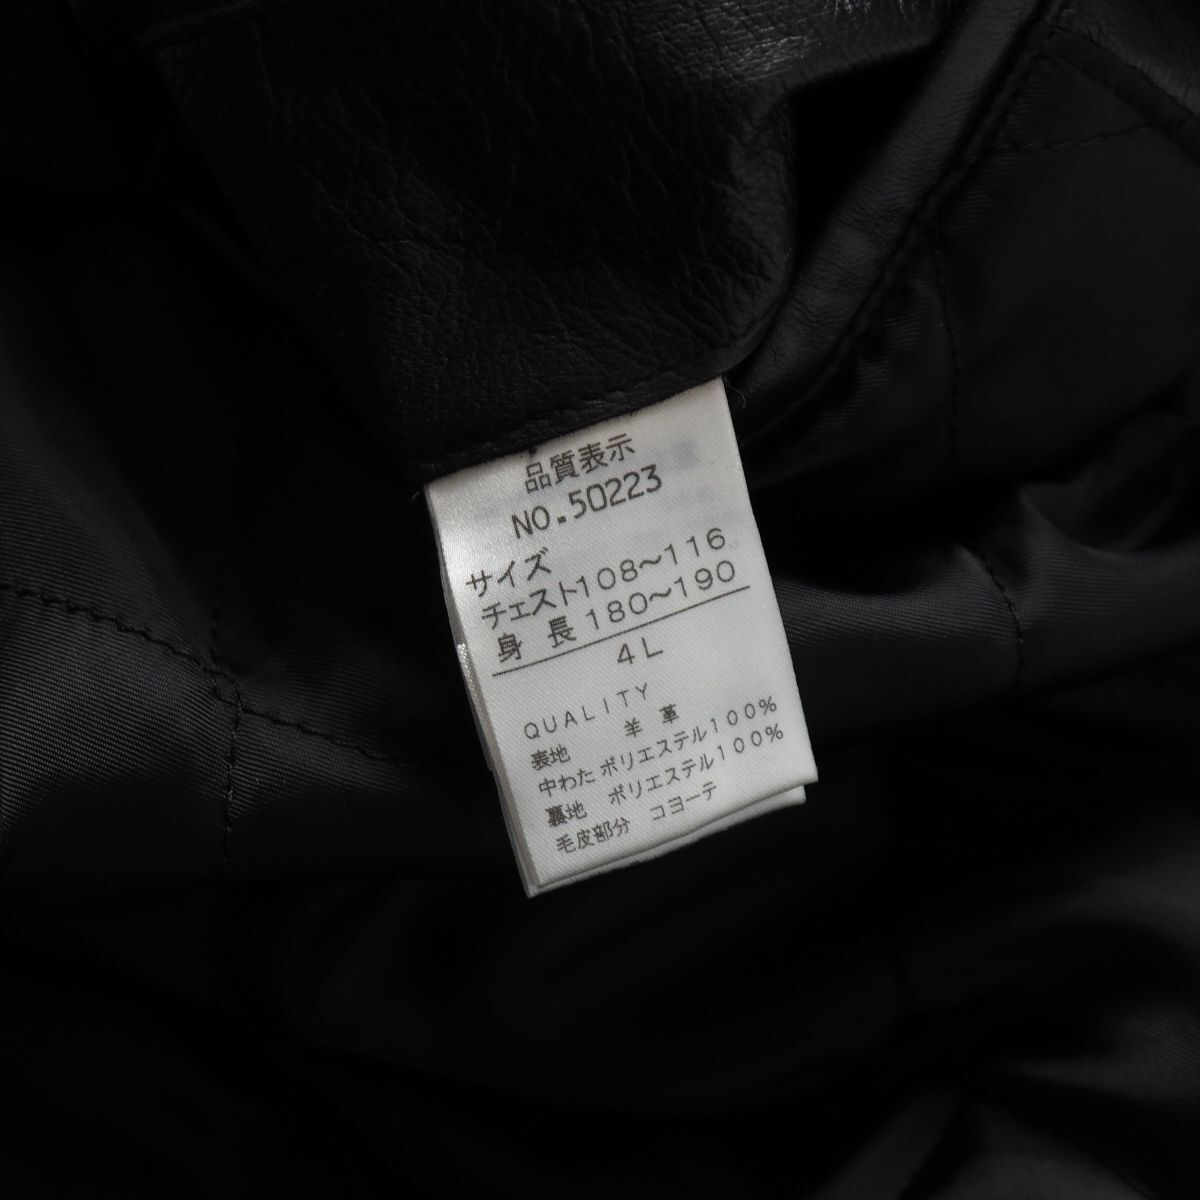 品質表示
NO.50223
サイズ
チェスト108〜116
身長180〜190
4L
QUALITY
表地 羊革
中わた ポリエステル100%
裏地 ポリエステル100%
毛皮部分 コヨーテ